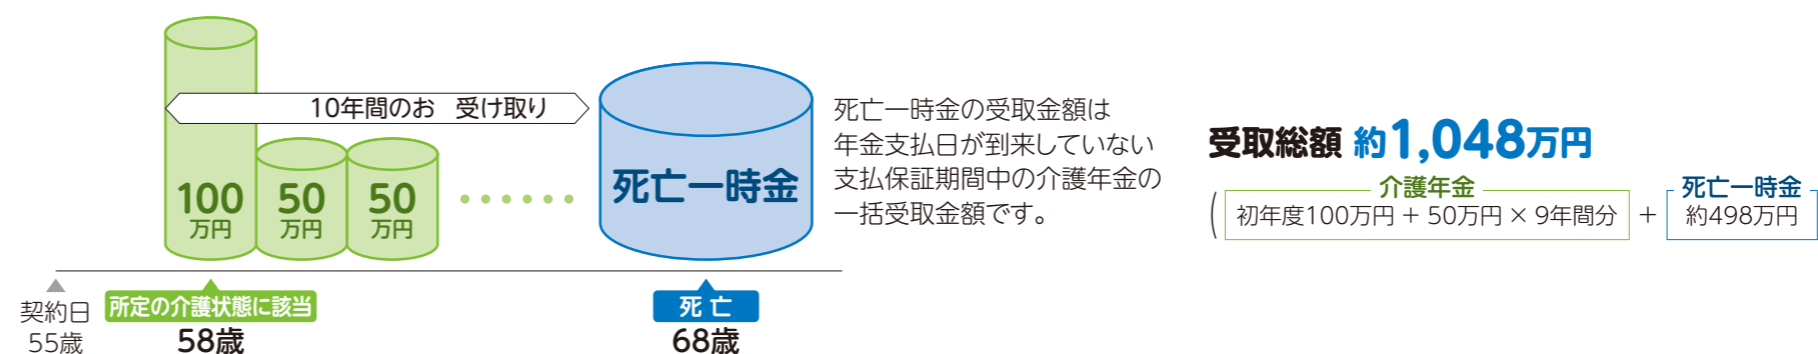 10年間のお 受け取り
100
万円
50
万円
50
万円
死亡一時金
契約日
55歳
所定の介護状態に該当
58歳
死 亡
68歳
死亡一時金の受取金額は
年金支払日が到来していない
支払保証期間中の介護年金の
一括受取金額です。
受取総額 約1,048万円
介護年金
(初年度100万円 + 50万円 × 9年間分
+
死亡一時金
約498万円